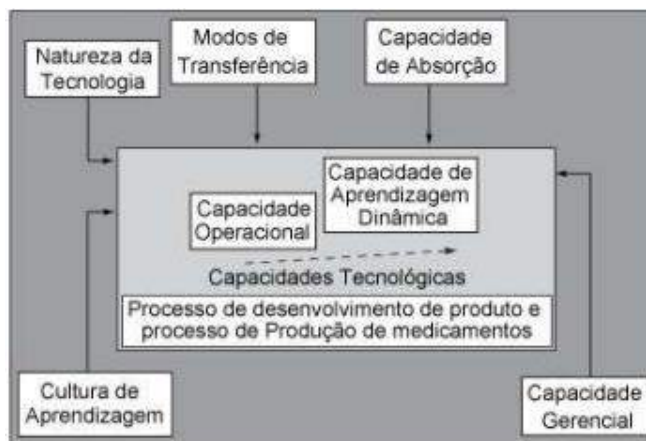 Natureza da
Tecnologia
Modos de
Transferência
Capacidade
de Absorção
Capacidade
Operacional
Capacidade de
Aprendizagem
Dinâmica
Capacidades Tecnológicas
Processo de desenvolvimento de produto e
processo de Produção de medicamentos
Cultura de
Aprendizagem
Capacidade
Gerencial